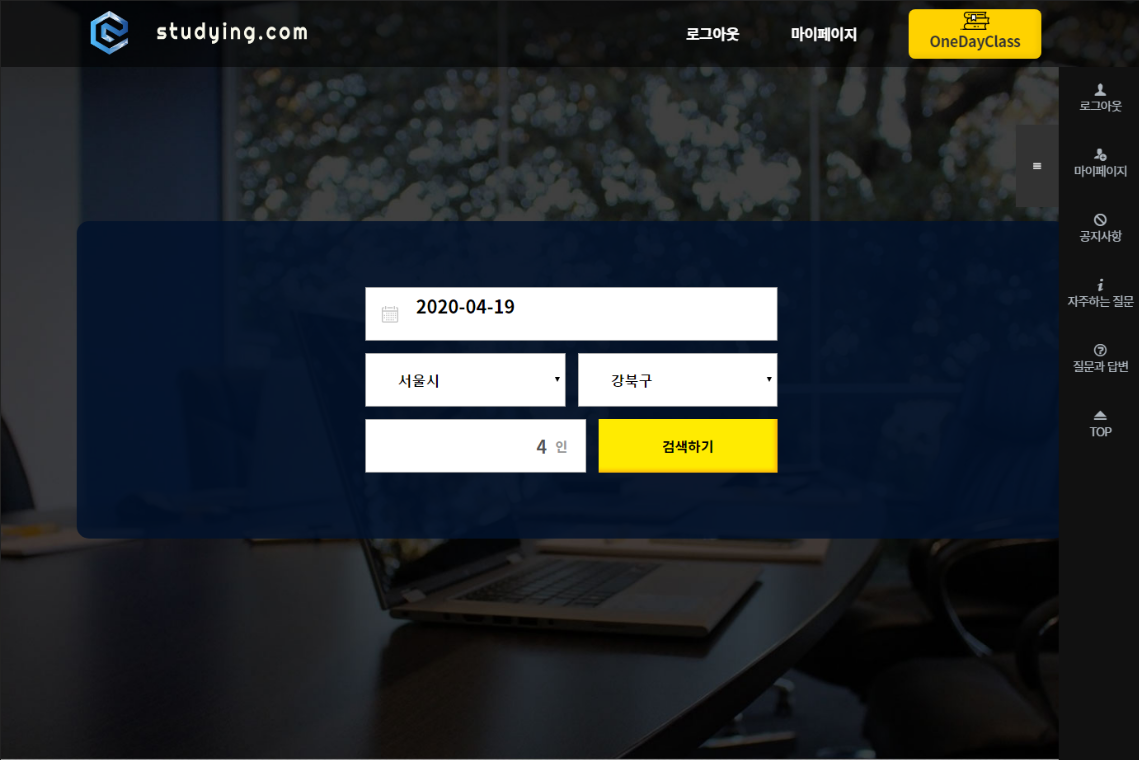 studying.com
로그아웃
마이페이지
OneDayClass
로그아웃
마이페이지
공지사항
자주하는 질문
질문과 답변
TOP
2020-04-19
서울시
강북구
4 인
검색하기